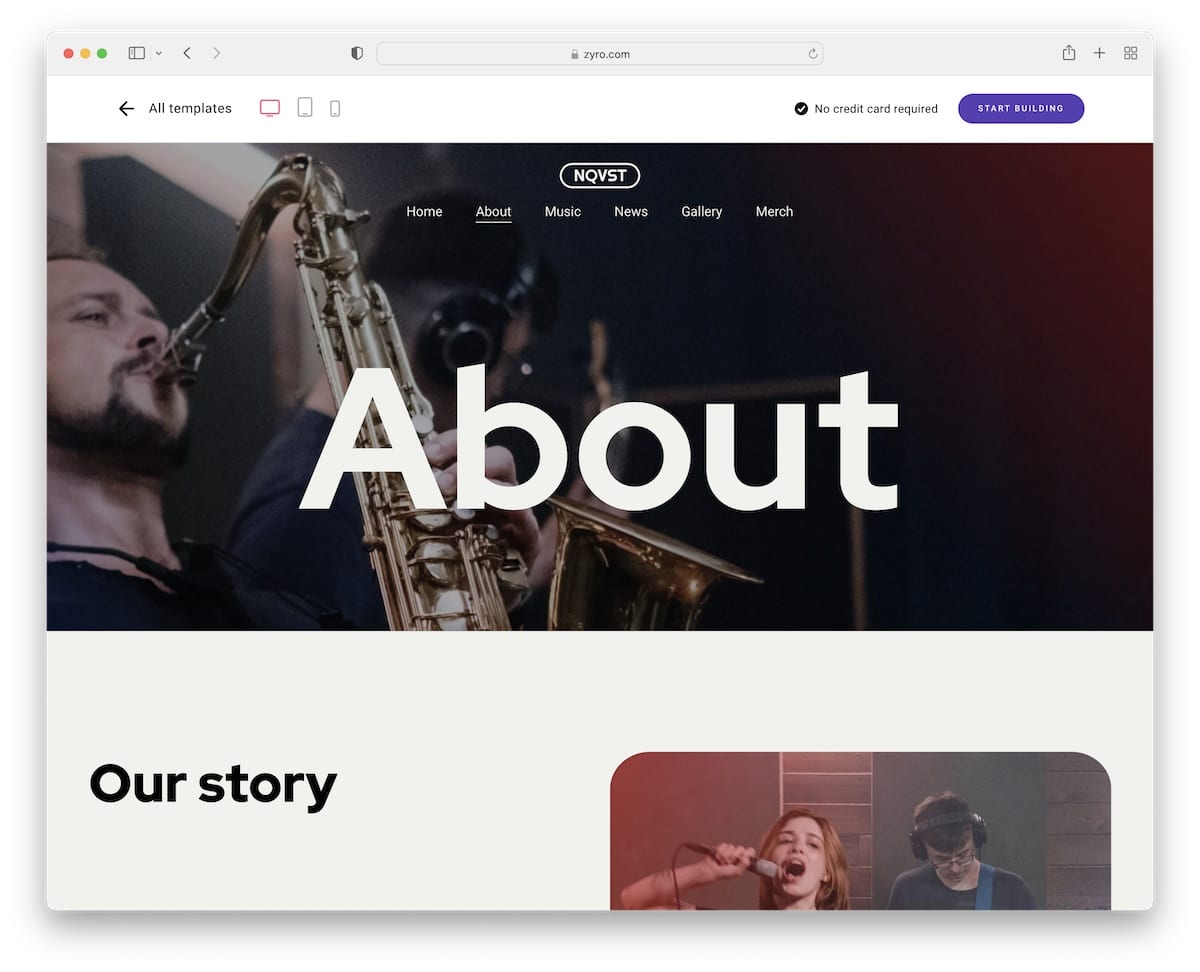 zyro.com
All templates
No credit card required
START BUILDING
NQVST
Home About Music News Gallery Merch
About
Our story